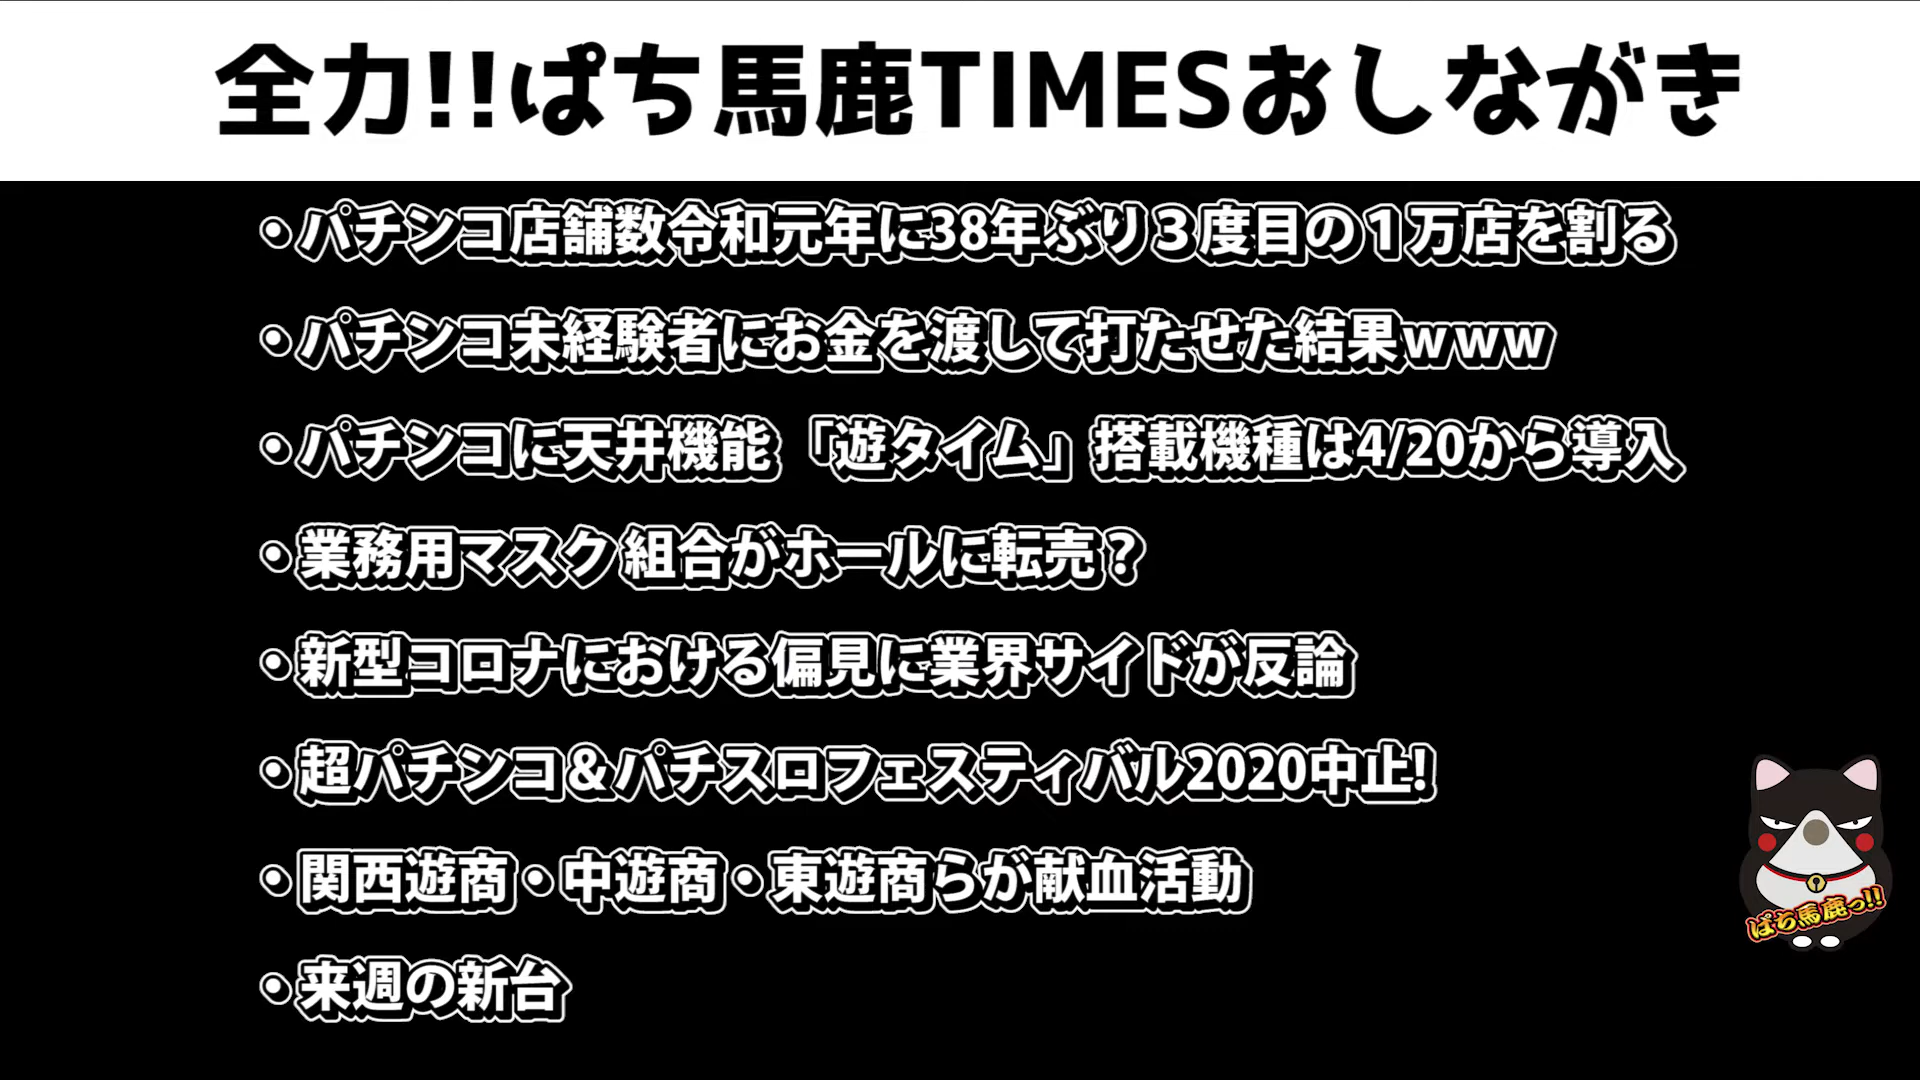 全力!!ぱち馬鹿TIMESおしながき
・パチンコ店舗数令和元年に38年ぶり３度目の１万店を割る
・パチンコ未経験者にお金を渡して打たせた結果www
・パチンコに天井機能「遊タイム」搭載機種は4/20から導入
・業務用マスク組合がホールに転売？
・新型コロナにおける偏見に業界サイドが反論
・超パチンコ＆パチスロフェスティバル2020中止!
・関西遊商・中遊商・東遊商らが献血活動
・来週の新台
ぱち馬鹿っ!!